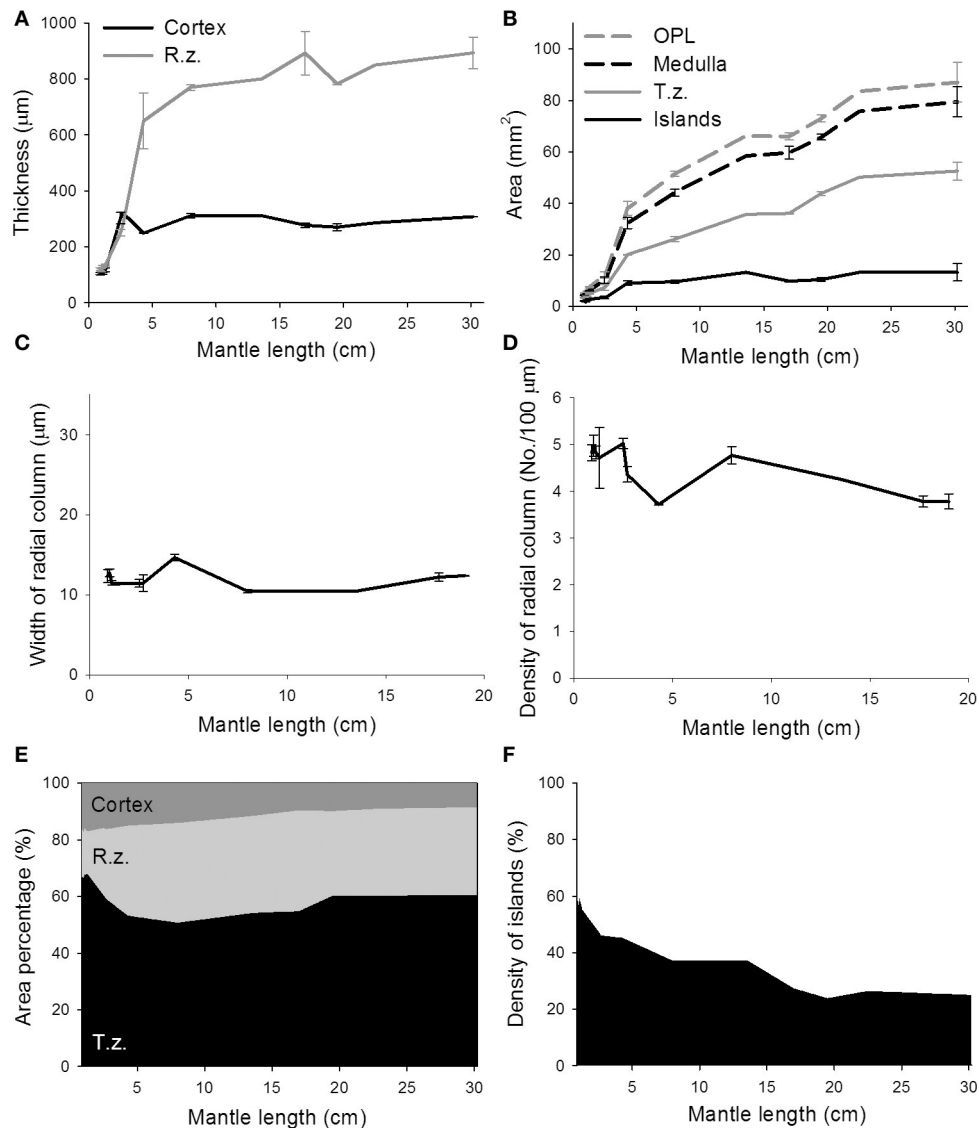 A
Cortex
R.z.
Thickness (µm)
1000
800
600
400
200
0
0 5 10 15 20 25 30
Mantle length (cm)
B
OPL
Medulla
T.z.
Islands
Area (mm²)
100
80
60
40
20
0
0 5 10 15 20 25 30
Mantle length (cm)
C
Width of radial column (µm)
30
20
10
0
0 5 10 15 20
Mantle length (cm)
D
Density of radial column (No./100 µm)
6
5
4
3
2
1
0
0 5 10 15 20
Mantle length (cm)
E
Area percentage (%)
100
80
60
40
20
0
Cortex
R.z.
T.z.
5 10 15 20 25 30
Mantle length (cm)
F
Density of islands (%)
100
80
60
40
20
0
5 10 15 20 25 30
Mantle length (cm)